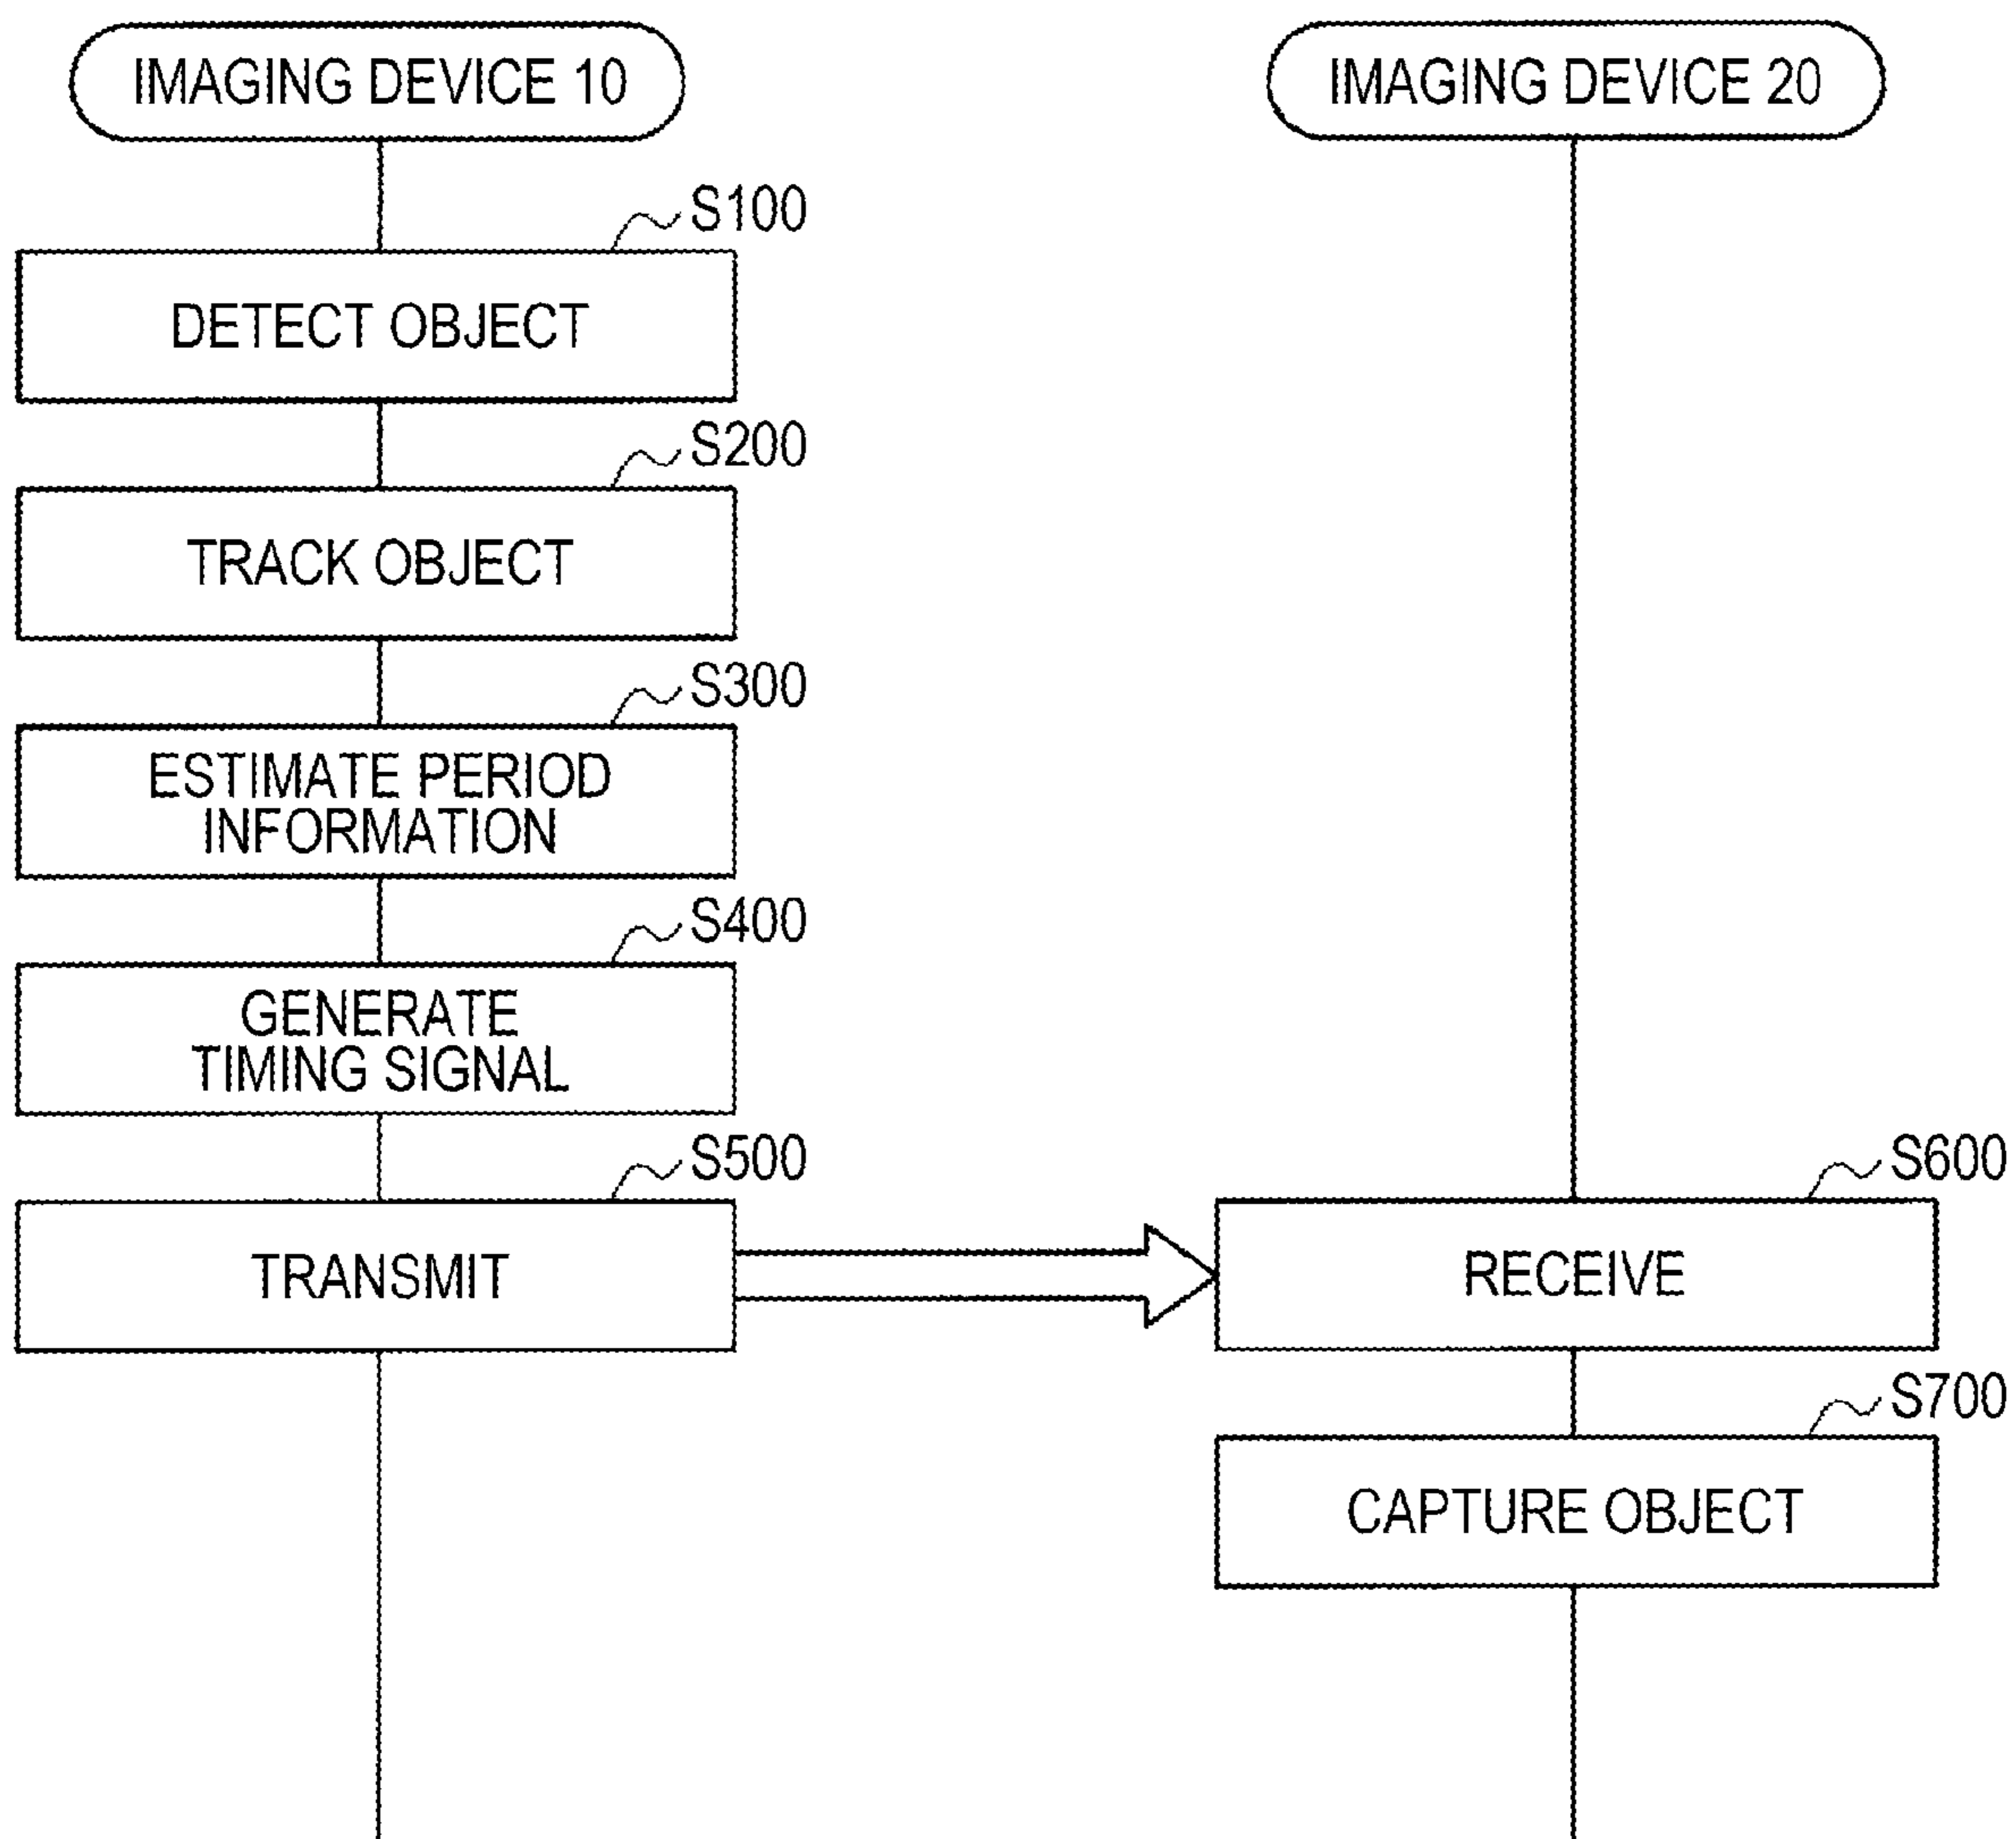 IMAGING DEVICE 10
IMAGING DEVICE 20
S100
DETECT OBJECT
S200
TRACK OBJECT
S300
ESTIMATE PERIOD
INFORMATION
S400
GENERATE
TIMING SIGNAL
S500
TRANSMIT
S600
RECEIVE
S700
CAPTURE OBJECT